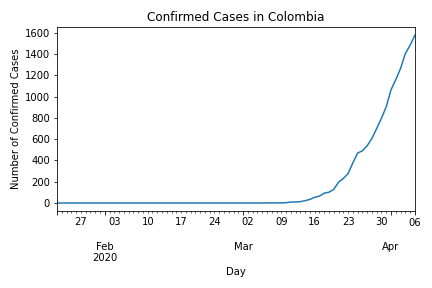 Confirmed Cases in Colombia
Number of Confirmed Cases
1600
1400
1200
1000
800
600
400
200
0
27 03 10 17 24 02 09 16 23 30 06
Feb Mar Apr
2020
Day